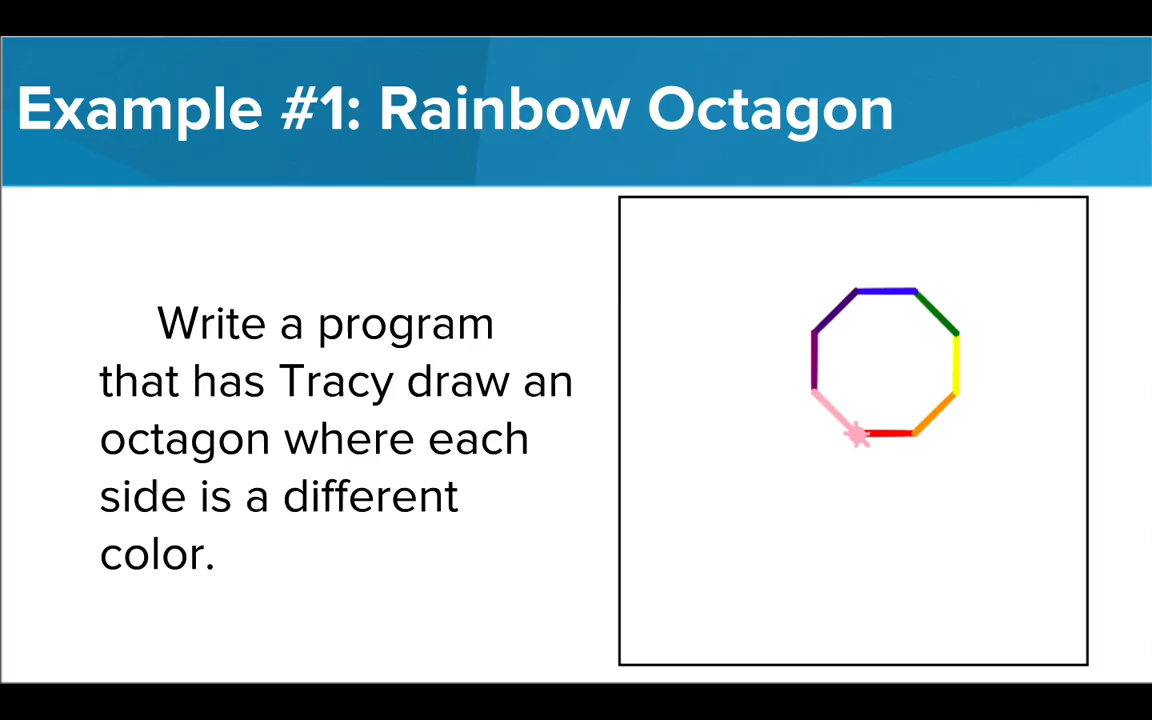 Example #1: Rainbow Octagon
Write a program
that has Tracy draw an
octagon where each
side is a different
color.